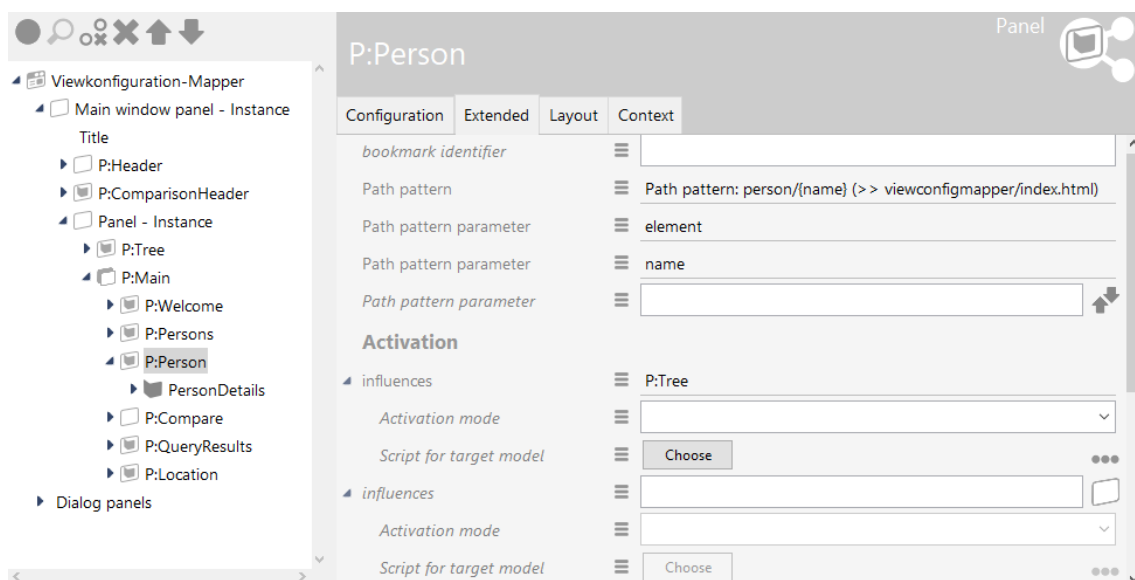 Viewkonfiguration-Mapper
Main window panel - Instance
Title
P:Header
P:ComparisonHeader
Panel - Instance
P:Tree
P:Main
P:Welcome
P:Persons
P:Person
PersonDetails
P:Compare
P:QueryResults
P:Location
Dialog panels
Panel
P:Person
Configuration Extended Layout Context
bookmark identifier
Path pattern Path pattern: person/{name} (>> viewconfigmapper/index.html)
Path pattern parameter element
Path pattern parameter name
Path pattern parameter
Activation
influences P:Tree
Activation mode
Script for target model Choose
influences
Activation mode
Script for target model Choose